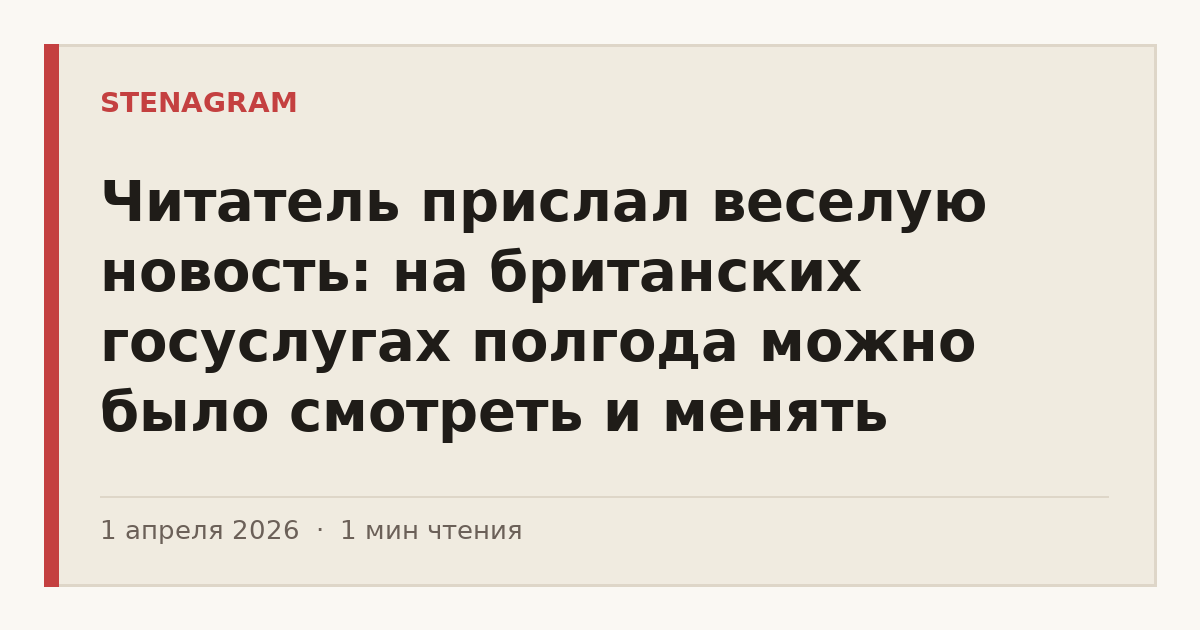 STENAGRAM
Читатель прислал веселую
новость: на британских
госуслугах полгода можно
было смотреть и менять
1 апреля 2026 · 1 мин чтения